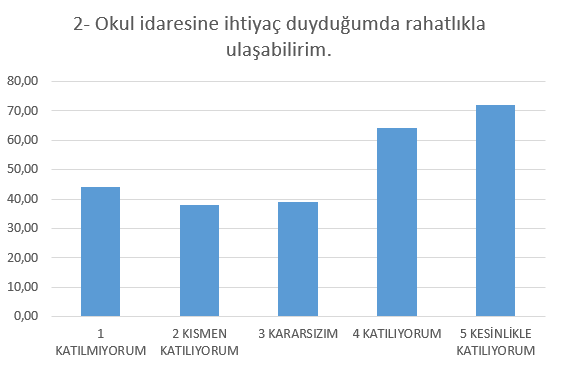 2- Okul idaresine ihtiyaç duyduğumda rahatlıkla
ulaşabilirim.
80,00
70,00
60,00
50,00
40,00
30,00
20,00
10,00
0,00
1
KATILMIYORUM
2 KISMEN
KATILIYORUM
3 KARARSIZIM
4 KATILIYORUM
5 KESİNLİKLE
KATILIYORUM